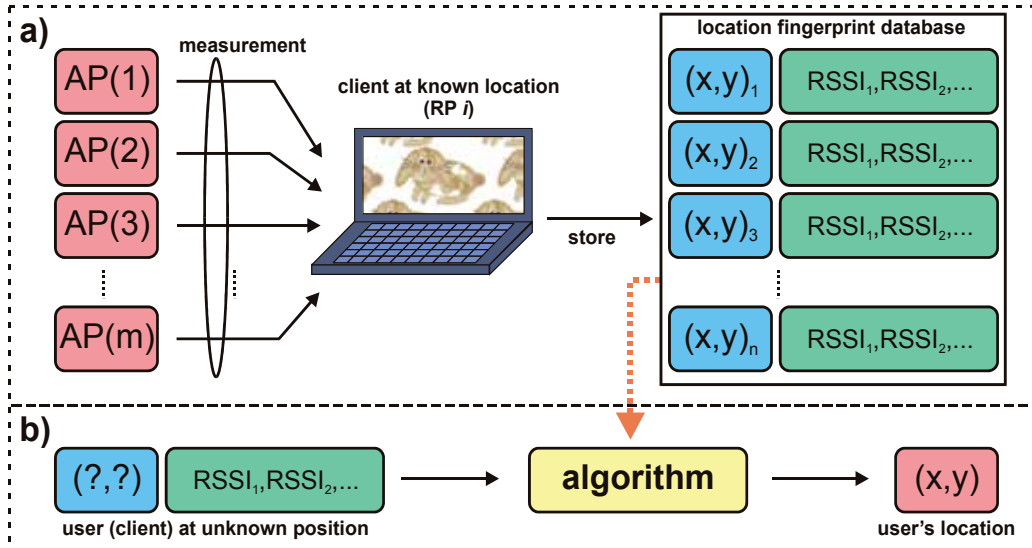 a)
measurement
AP(1)
AP(2)
AP(3)
AP(m)
client at known location
(RP i)
store
location fingerprint database
(x,y)₁ RSSI₁,RSSI₂,...
(x,y)₂ RSSI₁,RSSI₂,...
(x,y)₃ RSSI₁,RSSI₂,...
(x,y)ₙ RSSI₁,RSSI₂,...
b)
(?,?) RSSI₁,RSSI₂,...
user (client) at unknown position
algorithm
(x,y)
user's location